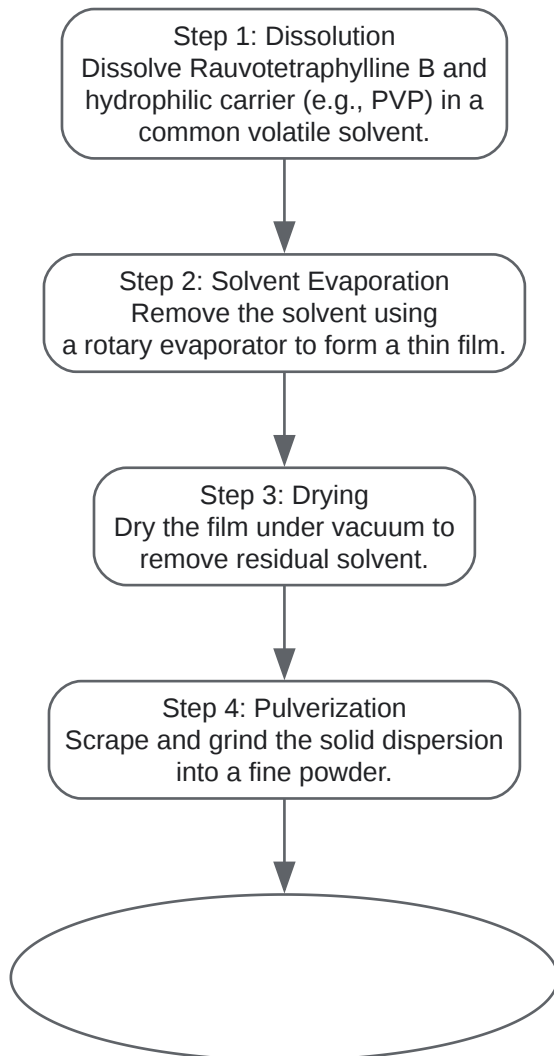 Step 1: Dissolution
Dissolve Rauvotetraphylline B and
hydrophilic carrier (e.g., PVP) in a
common volatile solvent.
Step 2: Solvent Evaporation
Remove the solvent using
a rotary evaporator to form a thin film.
Step 3: Drying
Dry the film under vacuum to
remove residual solvent.
Step 4: Pulverization
Scrape and grind the solid dispersion
into a fine powder.